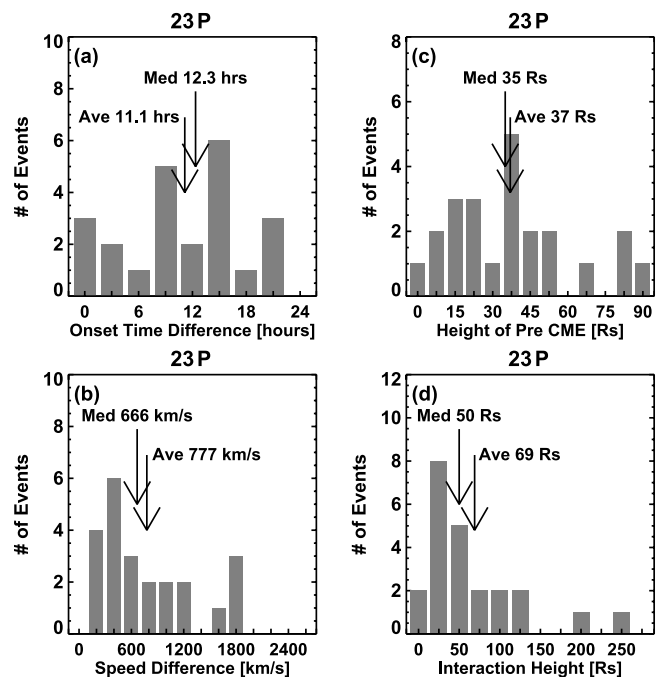 23P
(a)
Med 12.3 hrs
Ave 11.1 hrs
# of Events
10
8
6
4
2
0
0 6 12 18 24
Onset Time Difference [hours]
23P
(c)
Med 35 Rs
Ave 37 Rs
# of Events
8
6
4
2
0
0 15 30 45 60 75 90
Height of Pre CME [Rs]
23P
(b)
Med 666 km/s
Ave 777 km/s
# of Events
10
8
6
4
2
0
0 600 1200 1800 2400
Speed Difference [km/s]
23P
(d)
Med 50 Rs
Ave 69 Rs
# of Events
12
10
8
6
4
2
0
0 50 100 150 200 250
Interaction Height [Rs]